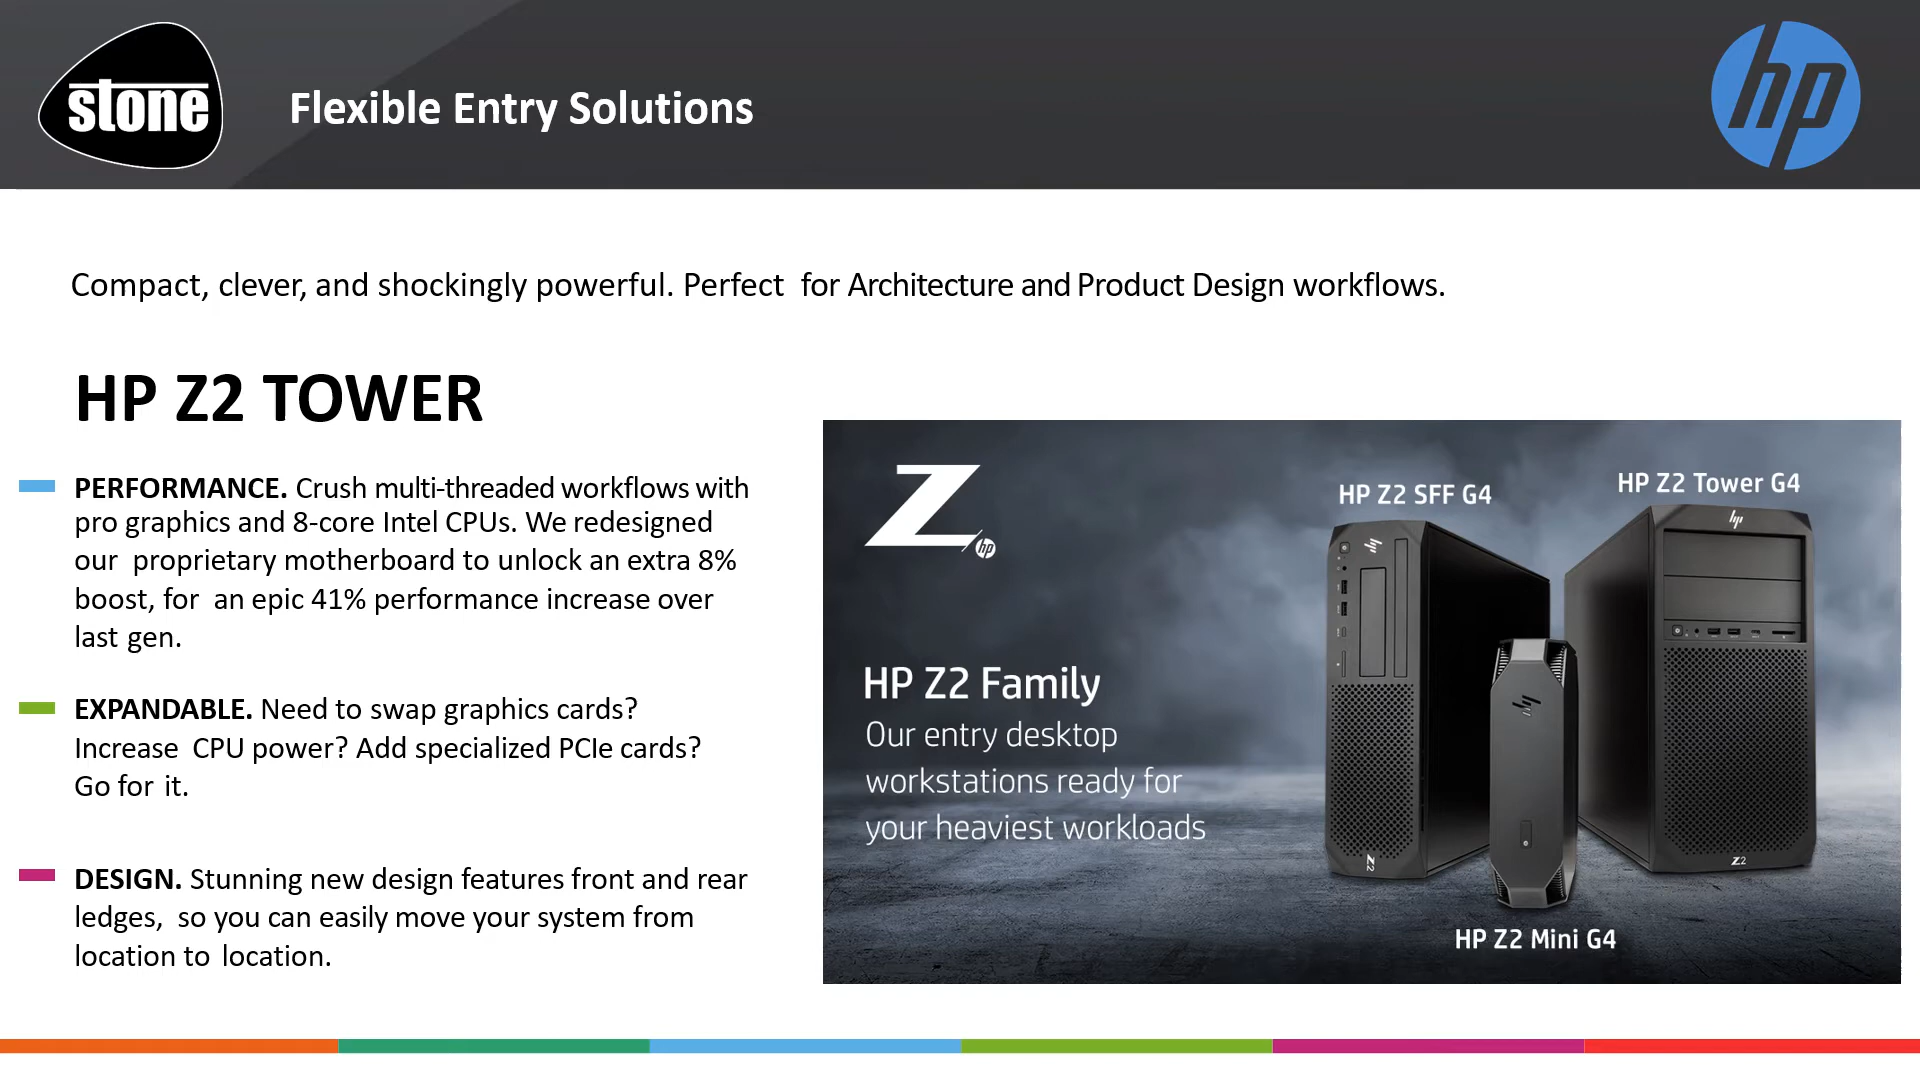 stone
Flexible Entry Solutions
hp
Compact, clever, and shockingly powerful. Perfect for Architecture and Product Design workflows.
HP Z2 TOWER
PERFORMANCE. Crush multi-threaded workflows with
pro graphics and 8-core Intel CPUs. We redesigned
our proprietary motherboard to unlock an extra 8%
boost, for an epic 41% performance increase over
last gen.
EXPANDABLE. Need to swap graphics cards?
Increase CPU power? Add specialized PCIe cards?
Go for it.
DESIGN. Stunning new design features front and rear
ledges, so you can easily move your system from
location to location.
Z
hp
HP Z2 SFF G4
HP Z2 Tower G4
hp
HP Z2 Family
Our entry desktop
workstations ready for
your heaviest workloads
Z2
Z2
HP Z2 Mini G4